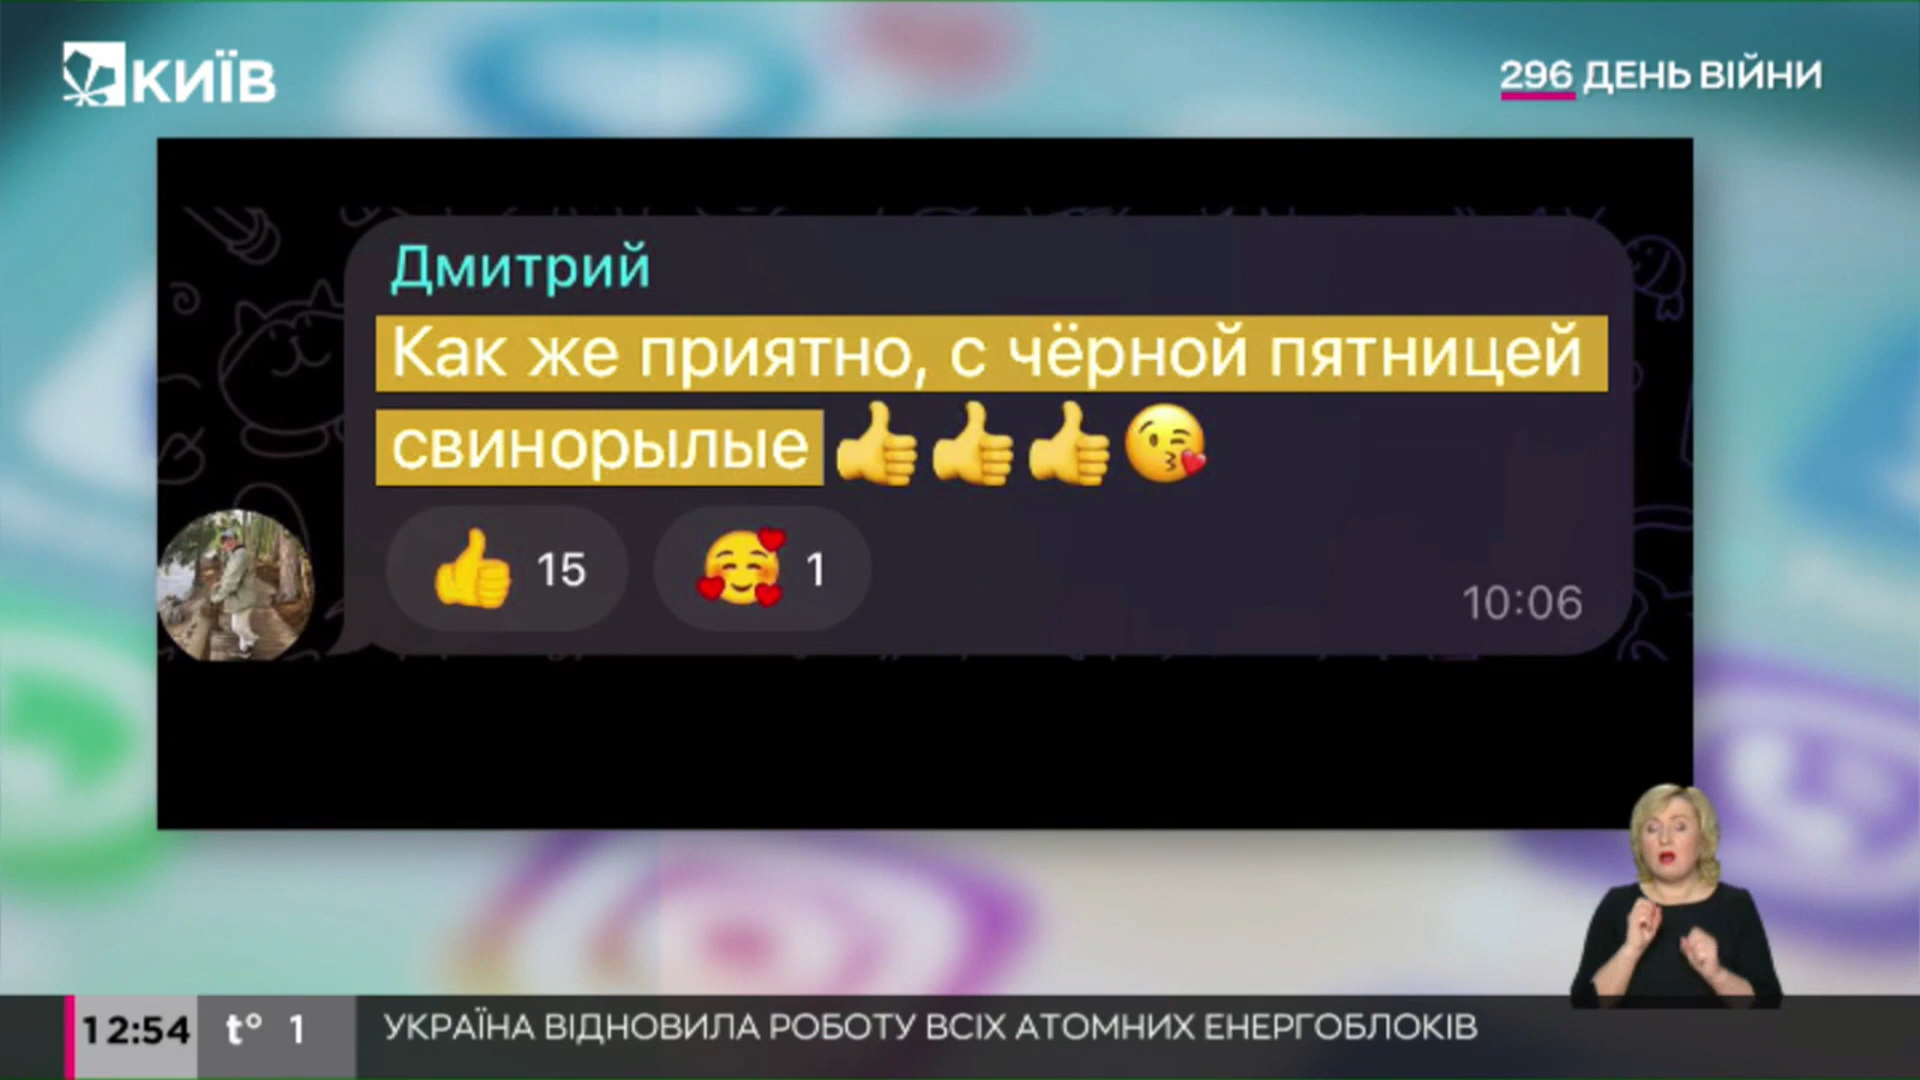 КИЇВ
296 ДЕНЬ ВІЙНИ
Дмитрий
Как же приятно, с чёрной пятницей
свинорылые 👍👍👍😘
👍 15 🥰 1
10:06
12:54 t° 1 УКРАЇНА ВІДНОВИЛА РОБОТУ ВСІХ АТОМНИХ ЕНЕРГОБЛОКІВ